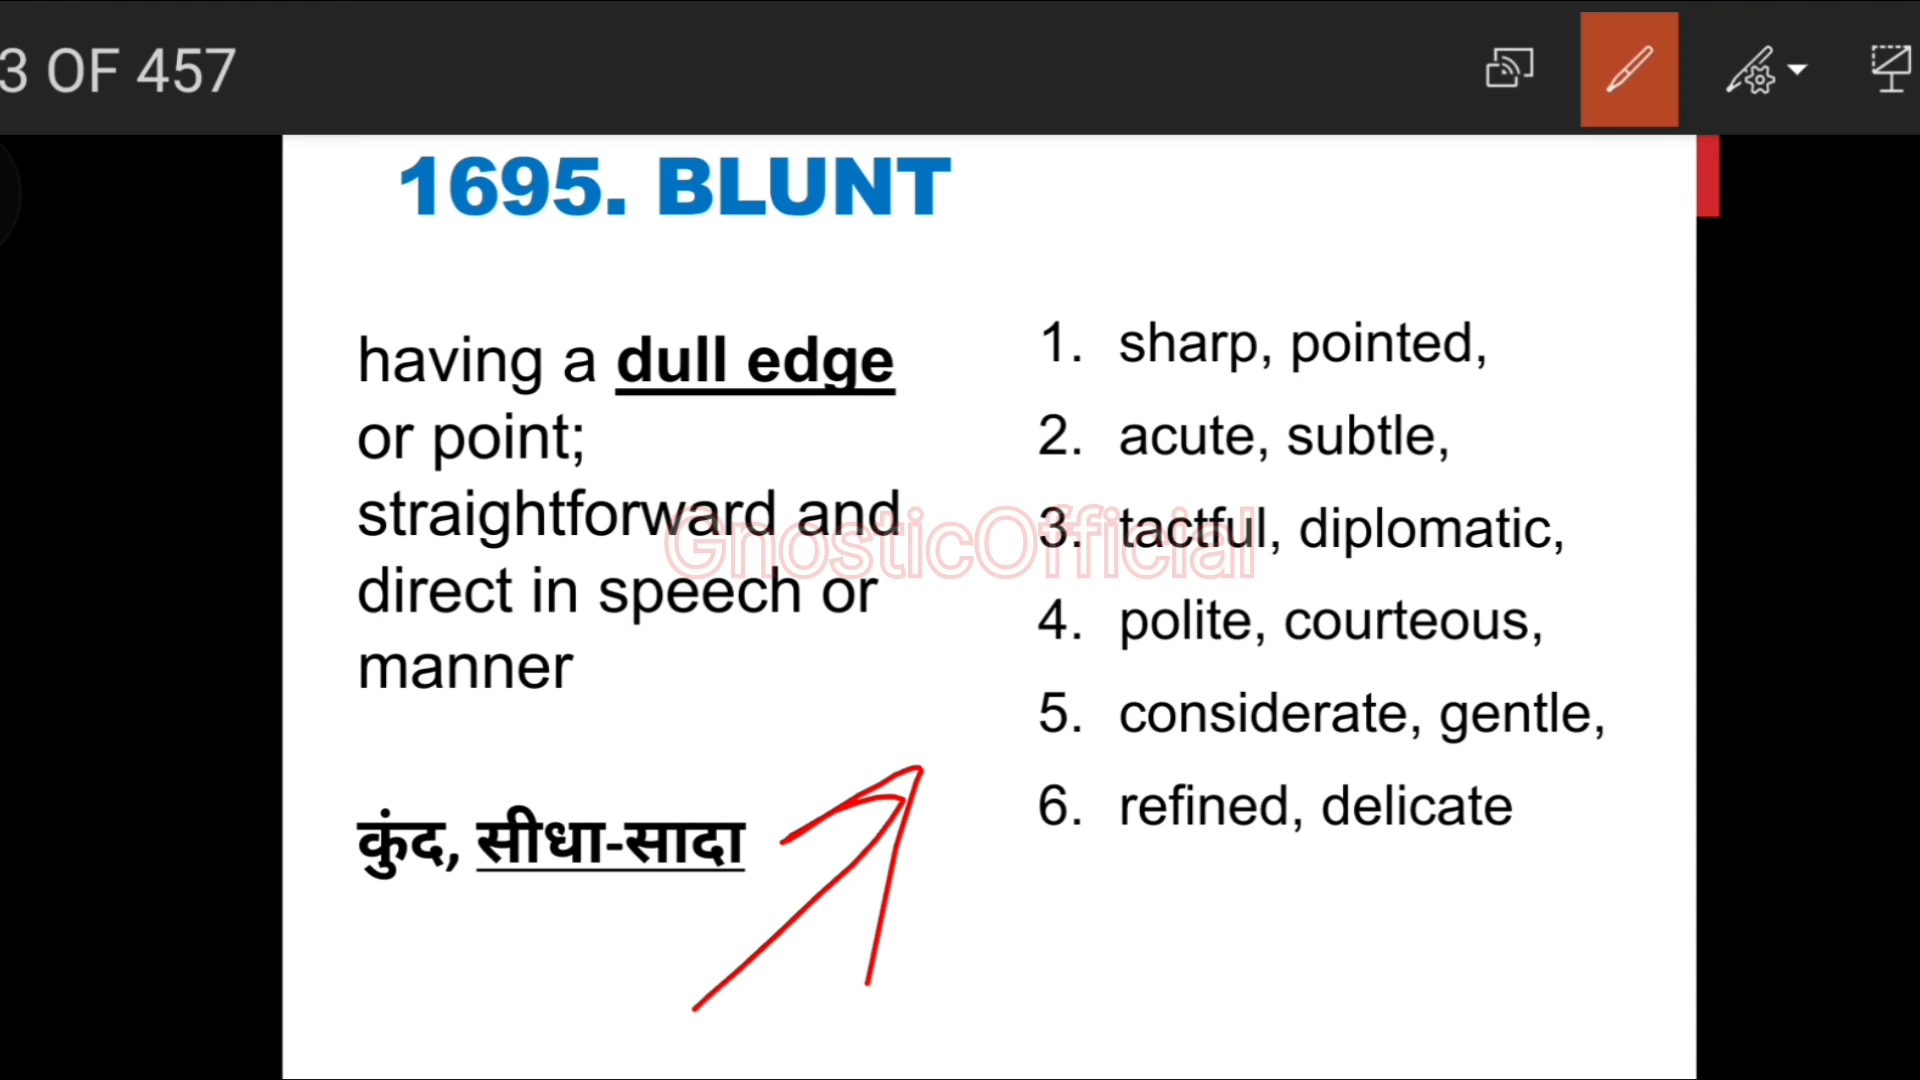 3 OF 457
1695. BLUNT
having a dull edge
or point;
straightforward and
direct in speech or
manner
कुंद, सीधा-सादा
1. sharp, pointed,
2. acute, subtle,
3. tactful, diplomatic,
4. polite, courteous,
5. considerate, gentle,
6. refined, delicate
GnosticOfficial